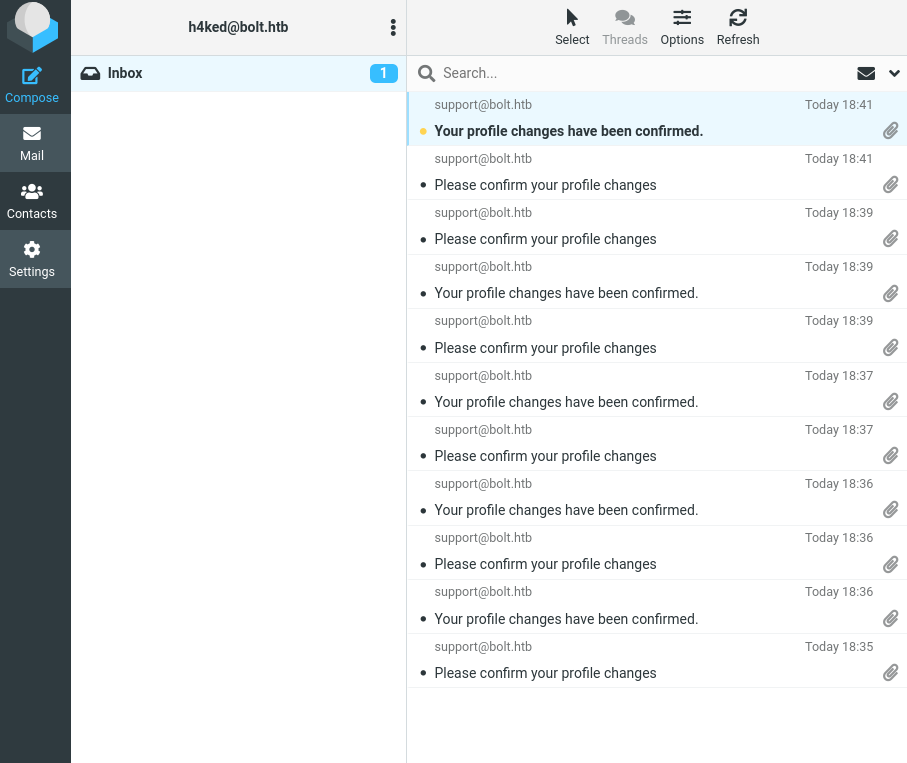 h4ked@bolt.htb
Compose
Mail
Contacts
Settings
Inbox 1
Select Threads Options Refresh
Search...
support@bolt.htb Today 18:41
Your profile changes have been confirmed.
support@bolt.htb Today 18:41
Please confirm your profile changes
support@bolt.htb Today 18:39
Please confirm your profile changes
support@bolt.htb Today 18:39
Your profile changes have been confirmed.
support@bolt.htb Today 18:39
Please confirm your profile changes
support@bolt.htb Today 18:37
Your profile changes have been confirmed.
support@bolt.htb Today 18:37
Please confirm your profile changes
support@bolt.htb Today 18:36
Your profile changes have been confirmed.
support@bolt.htb Today 18:36
Please confirm your profile changes
support@bolt.htb Today 18:36
Your profile changes have been confirmed.
support@bolt.htb Today 18:35
Please confirm your profile changes